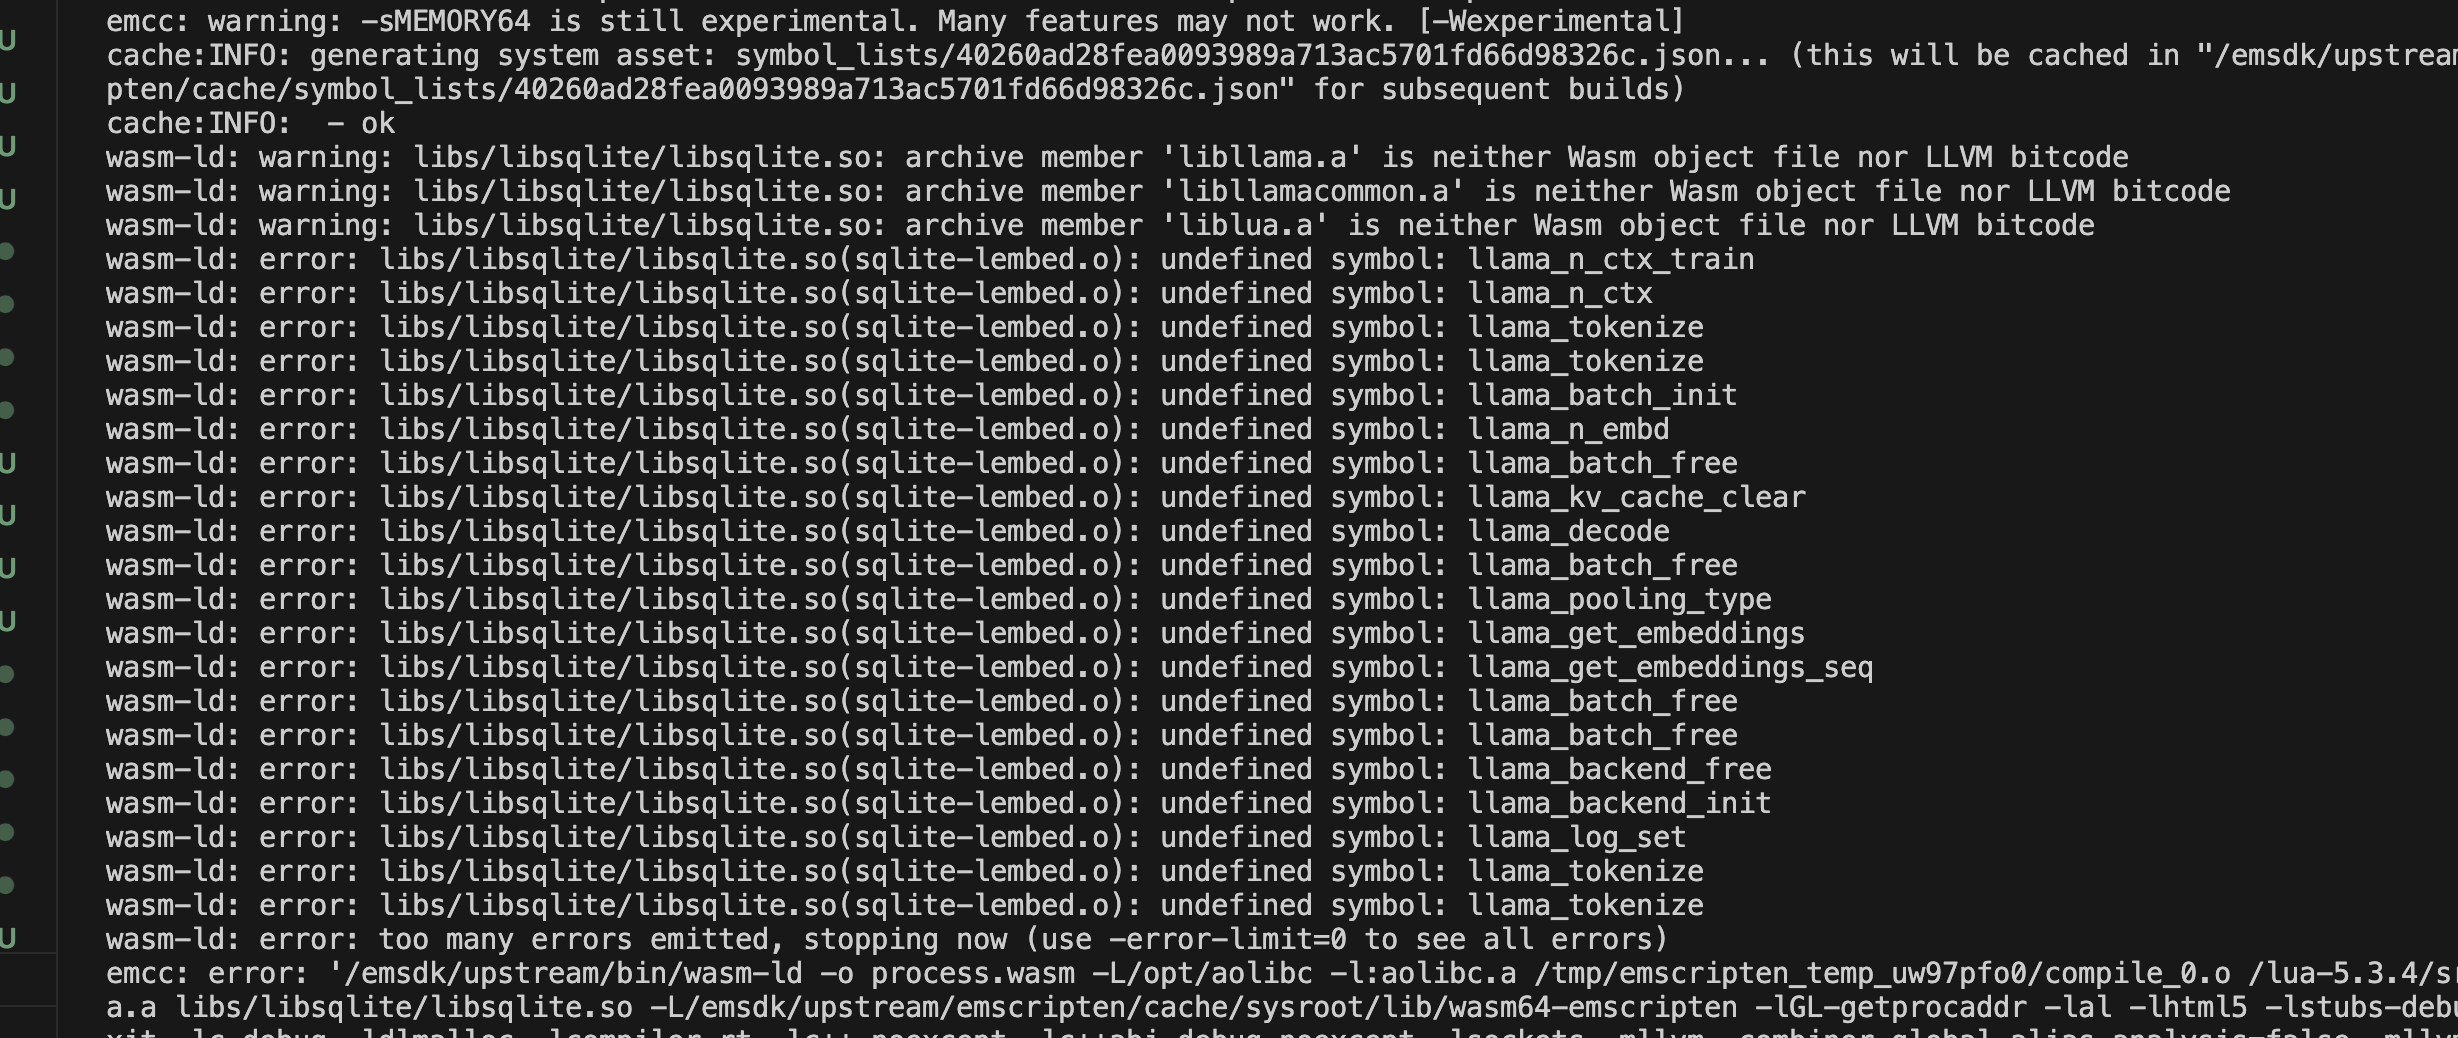 emcc: warning: -sMEMORY64 is still experimental. Many features may not work. [-Wexperimental]
cache:INFO: generating system asset: symbol_lists/40260ad28fea0093989a713ac5701fd66d98326c.json... (this will be cached in "/emsdk/upstream
pten/cache/symbol_lists/40260ad28fea0093989a713ac5701fd66d98326c.json" for subsequent builds)
cache:INFO:  - ok
wasm-ld: warning: libs/libsqlite/libsqlite.so: archive member 'libllama.a' is neither Wasm object file nor LLVM bitcode
wasm-ld: warning: libs/libsqlite/libsqlite.so: archive member 'libllamacommon.a' is neither Wasm object file nor LLVM bitcode
wasm-ld: warning: libs/libsqlite/libsqlite.so: archive member 'liblua.a' is neither Wasm object file nor LLVM bitcode
wasm-ld: error: libs/libsqlite/libsqlite.so(sqlite-lembed.o): undefined symbol: llama_n_ctx_train
wasm-ld: error: libs/libsqlite/libsqlite.so(sqlite-lembed.o): undefined symbol: llama_n_ctx
wasm-ld: error: libs/libsqlite/libsqlite.so(sqlite-lembed.o): undefined symbol: llama_tokenize
wasm-ld: error: libs/libsqlite/libsqlite.so(sqlite-lembed.o): undefined symbol: llama_tokenize
wasm-ld: error: libs/libsqlite/libsqlite.so(sqlite-lembed.o): undefined symbol: llama_batch_init
wasm-ld: error: libs/libsqlite/libsqlite.so(sqlite-lembed.o): undefined symbol: llama_n_embd
wasm-ld: error: libs/libsqlite/libsqlite.so(sqlite-lembed.o): undefined symbol: llama_batch_free
wasm-ld: error: libs/libsqlite/libsqlite.so(sqlite-lembed.o): undefined symbol: llama_kv_cache_clear
wasm-ld: error: libs/libsqlite/libsqlite.so(sqlite-lembed.o): undefined symbol: llama_decode
wasm-ld: error: libs/libsqlite/libsqlite.so(sqlite-lembed.o): undefined symbol: llama_batch_free
wasm-ld: error: libs/libsqlite/libsqlite.so(sqlite-lembed.o): undefined symbol: llama_pooling_type
wasm-ld: error: libs/libsqlite/libsqlite.so(sqlite-lembed.o): undefined symbol: llama_get_embeddings
wasm-ld: error: libs/libsqlite/libsqlite.so(sqlite-lembed.o): undefined symbol: llama_get_embeddings_seq
wasm-ld: error: libs/libsqlite/libsqlite.so(sqlite-lembed.o): undefined symbol: llama_batch_free
wasm-ld: error: libs/libsqlite/libsqlite.so(sqlite-lembed.o): undefined symbol: llama_batch_free
wasm-ld: error: libs/libsqlite/libsqlite.so(sqlite-lembed.o): undefined symbol: llama_backend_free
wasm-ld: error: libs/libsqlite/libsqlite.so(sqlite-lembed.o): undefined symbol: llama_backend_init
wasm-ld: error: libs/libsqlite/libsqlite.so(sqlite-lembed.o): undefined symbol: llama_log_set
wasm-ld: error: libs/libsqlite/libsqlite.so(sqlite-lembed.o): undefined symbol: llama_tokenize
wasm-ld: error: libs/libsqlite/libsqlite.so(sqlite-lembed.o): undefined symbol: llama_tokenize
wasm-ld: error: too many errors emitted, stopping now (use -error-limit=0 to see all errors)
emcc: error: '/emsdk/upstream/bin/wasm-ld -o process.wasm -L/opt/aolibc -l:aolibc.a /tmp/emscripten_temp_uw97pfo0/compile_0.o /lua-5.3.4/sr
a.a libs/libsqlite/libsqlite.so -L/emsdk/upstream/emscripten/cache/sysroot/lib/wasm64-emscripten -lGL-getprocaddr -lal -lhtml5 -lstubs-debu